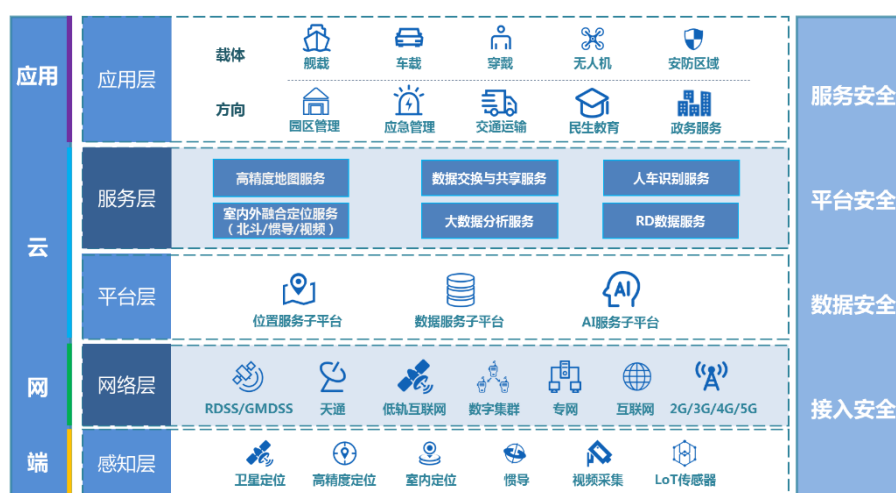 应用
应用层
载体
舰载
车载
穿戴
无人机
安防区域
方向
园区管理
应急管理
交通运输
民生教育
政务服务
云
服务层
高精度地图服务
数据交换与共享服务
人车识别服务
室内外融合定位服务
（北斗/惯导/视频）
大数据分析服务
RD数据服务
平台层
位置服务子平台
数据服务子平台
AI
AI服务子平台
网
网络层
RDSS/GMDSS
天通
低轨互联网
数字集群
专网
互联网
2G/3G/4G/5G
端
感知层
卫星定位
高精度定位
室内定位
惯导
视频采集
LoT传感器
服务安全
平台安全
数据安全
接入安全